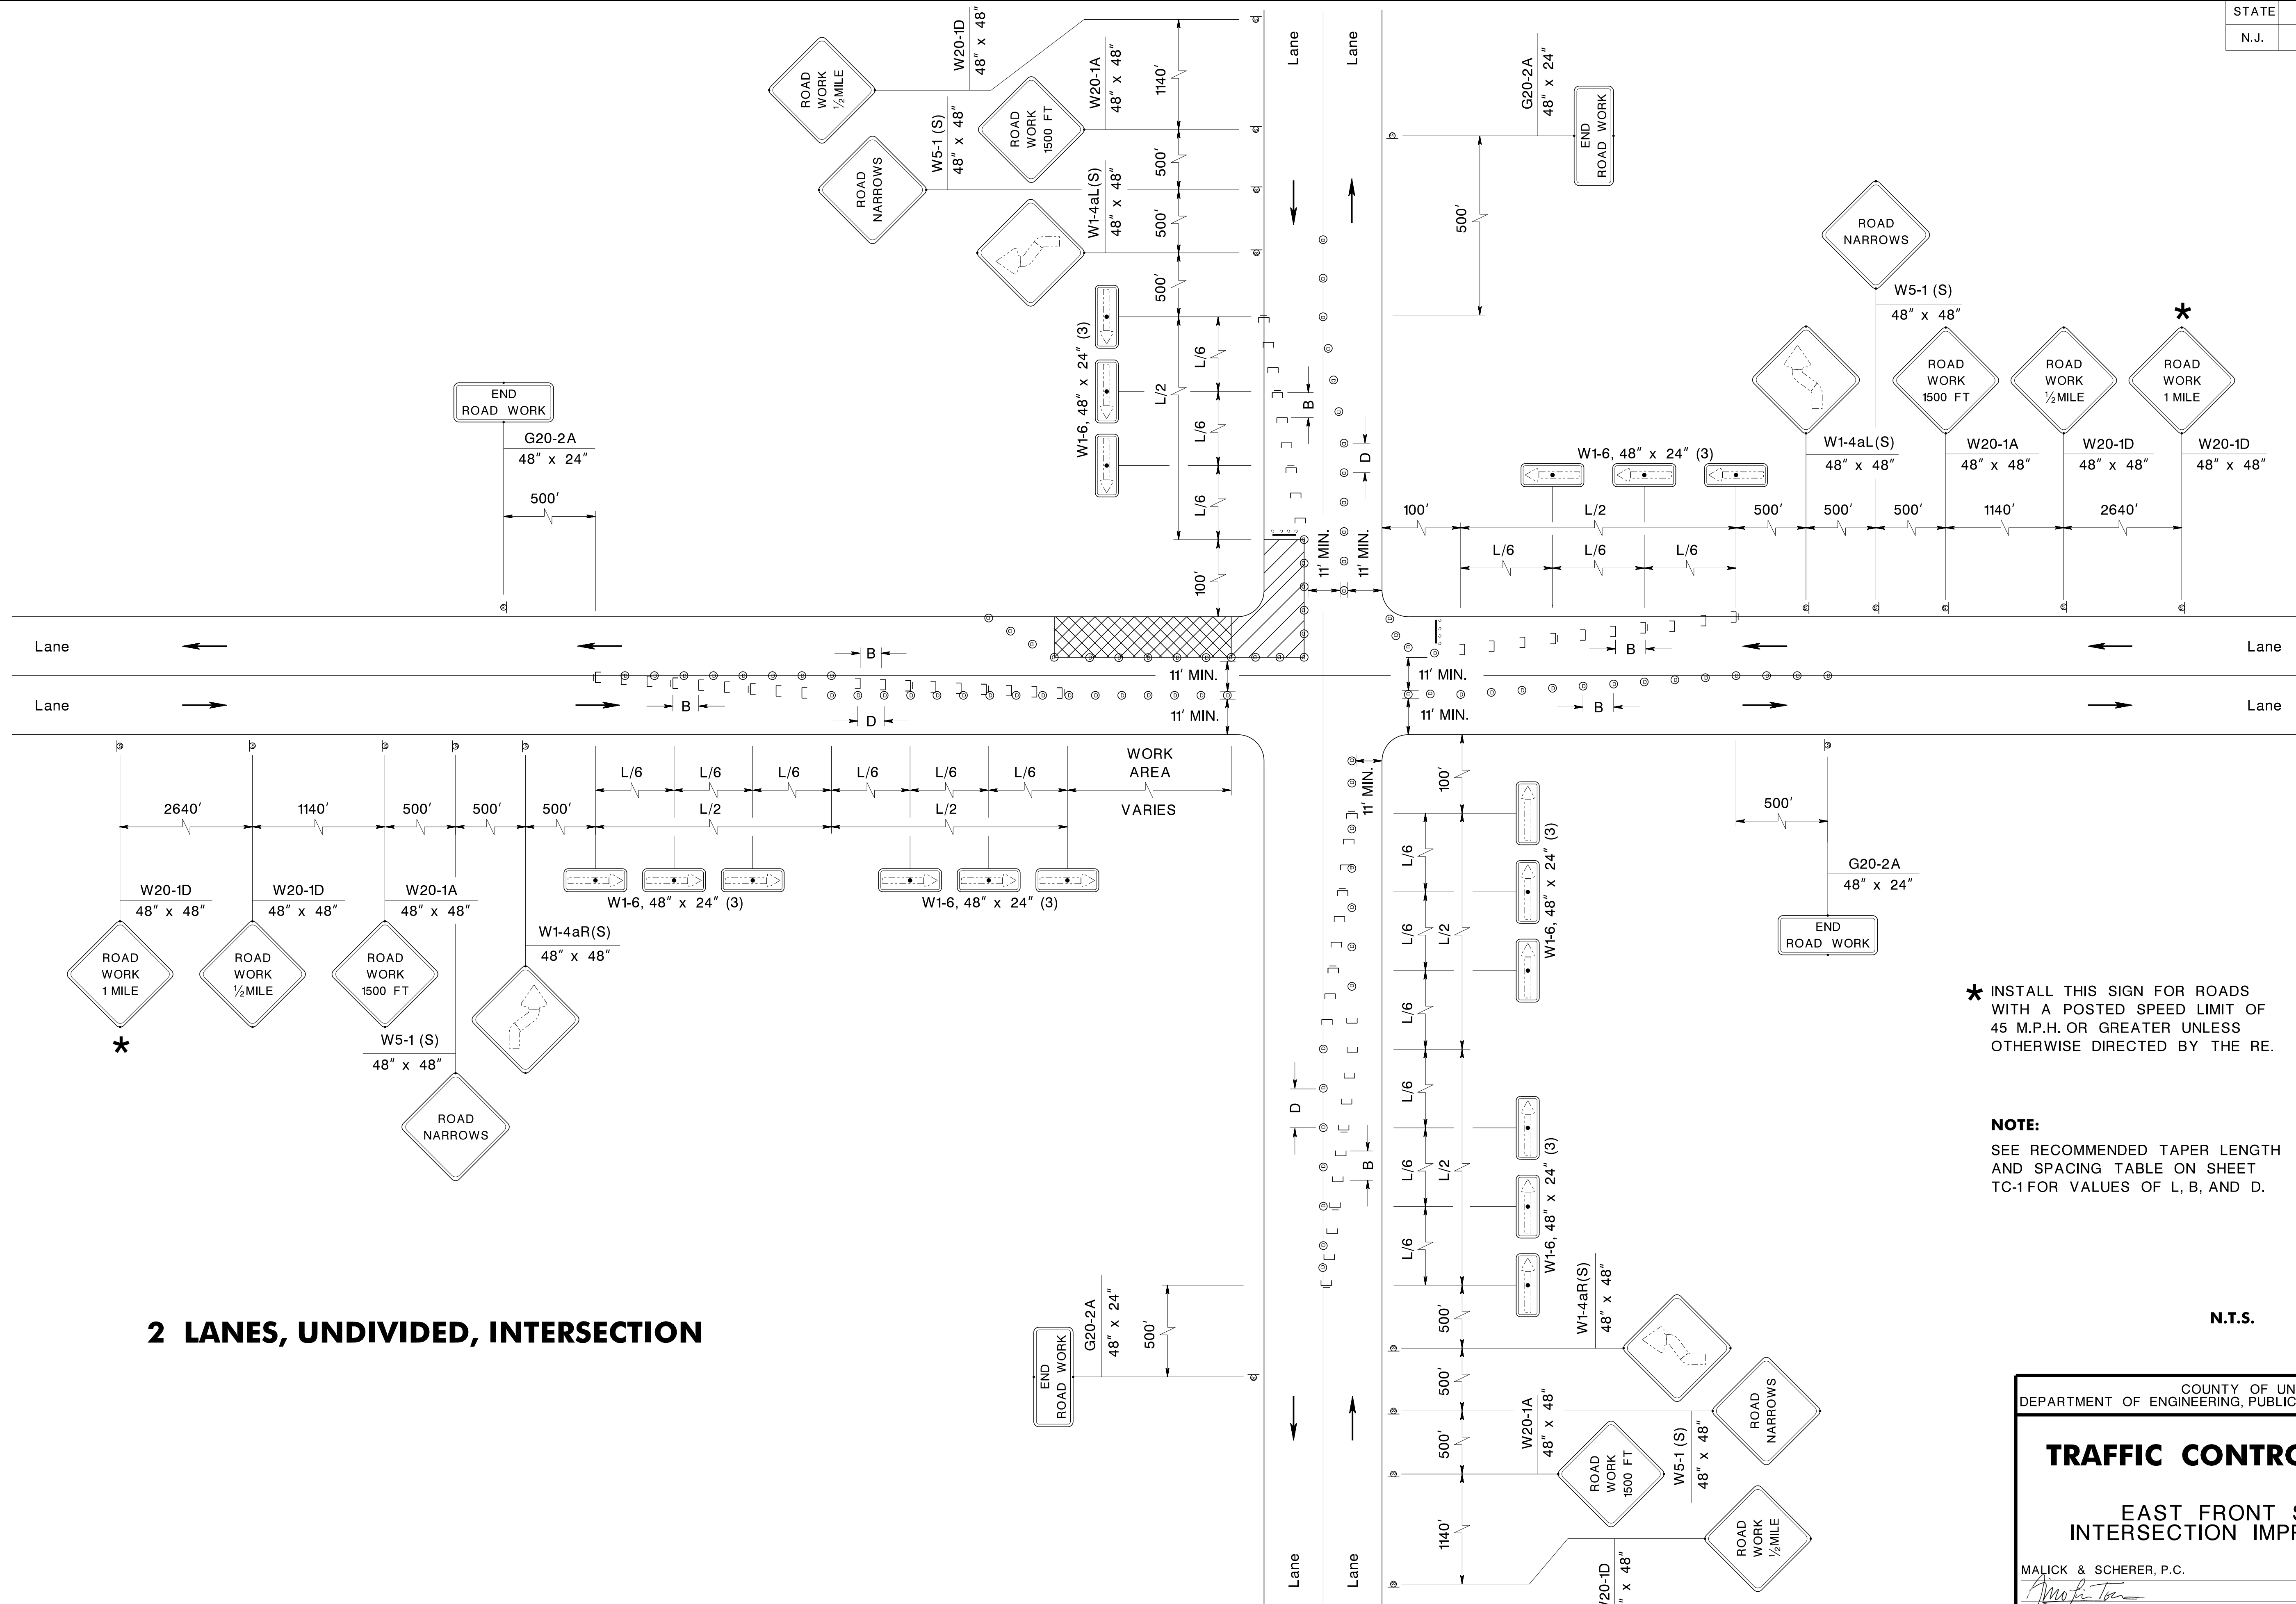 STATE
N.J.
ROAD
WORK
½ MILE
W20-1D
48" x 48"
ROAD
NARROWS
W5-1 (S)
48" x 48"
ROAD
WORK
1500 FT
W20-1A
48" x 48"
W1-4aL(S)
48" x 48"
1140'
500'
500'
500'
W1-6, 48" x 24" (3)
L/2
L/6
L/6
L/6
100'
B
D
11' MIN.
11' MIN.
Lane
Lane
G20-2A
48" x 24"
END
ROAD WORK
500'
END
ROAD WORK
G20-2A
48" x 24"
500'
ROAD
NARROWS
W5-1 (S)
48" x 48"
*
ROAD
WORK
1500 FT
ROAD
WORK
½ MILE
ROAD
WORK
1 MILE
W1-4aL(S)
48" x 48"
W20-1A
48" x 48"
W20-1D
48" x 48"
W20-1D
48" x 48"
W1-6, 48" x 24" (3)
100'
L/2
500'
500'
500'
1140'
2640'
L/6
L/6
L/6
Lane
Lane
B
B
D
11' MIN.
11' MIN.
B
11' MIN.
11' MIN.
B
Lane
Lane
L/6
L/6
L/6
L/6
L/6
L/6
WORK
AREA
VARIES
2640'
1140'
500'
500'
500'
L/2
L/2
W1-6, 48" x 24" (3)
W1-6, 48" x 24" (3)
W20-1D
48" x 48"
W20-1D
48" x 48"
W20-1A
48" x 48"
W1-4aR(S)
48" x 48"
ROAD
WORK
1 MILE
*
ROAD
WORK
½ MILE
ROAD
WORK
1500 FT
W5-1 (S)
48" x 48"
ROAD
NARROWS
11' MIN.
100'
L/6
L/6
L/6
L/2
L/6
L/6
L/6
L/2
W1-6, 48" x 24" (3)
W1-6, 48" x 24" (3)
D
B
500'
G20-2A
48" x 24"
END
ROAD WORK
500'
G20-2A
48" x 24"
END
ROAD WORK
500'
500'
500'
1140'
W1-4aR(S)
48" x 48"
ROAD
NARROWS
W5-1 (S)
48" x 48"
W20-1A
48" x 48"
ROAD
WORK
1500 FT
ROAD
WORK
½ MILE
W20-1D
" x 48"
Lane
Lane
* INSTALL THIS SIGN FOR ROADS
WITH A POSTED SPEED LIMIT OF
45 M.P.H. OR GREATER UNLESS
OTHERWISE DIRECTED BY THE RE.
NOTE:
SEE RECOMMENDED TAPER LENGTH
AND SPACING TABLE ON SHEET
TC-1 FOR VALUES OF L, B, AND D.
2 LANES, UNDIVIDED, INTERSECTION
N.T.S.
COUNTY OF UN
DEPARTMENT OF ENGINEERING, PUBLIC
TRAFFIC CONTRO
EAST FRONT S
INTERSECTION IMPR
MALICK & SCHERER, P.C.